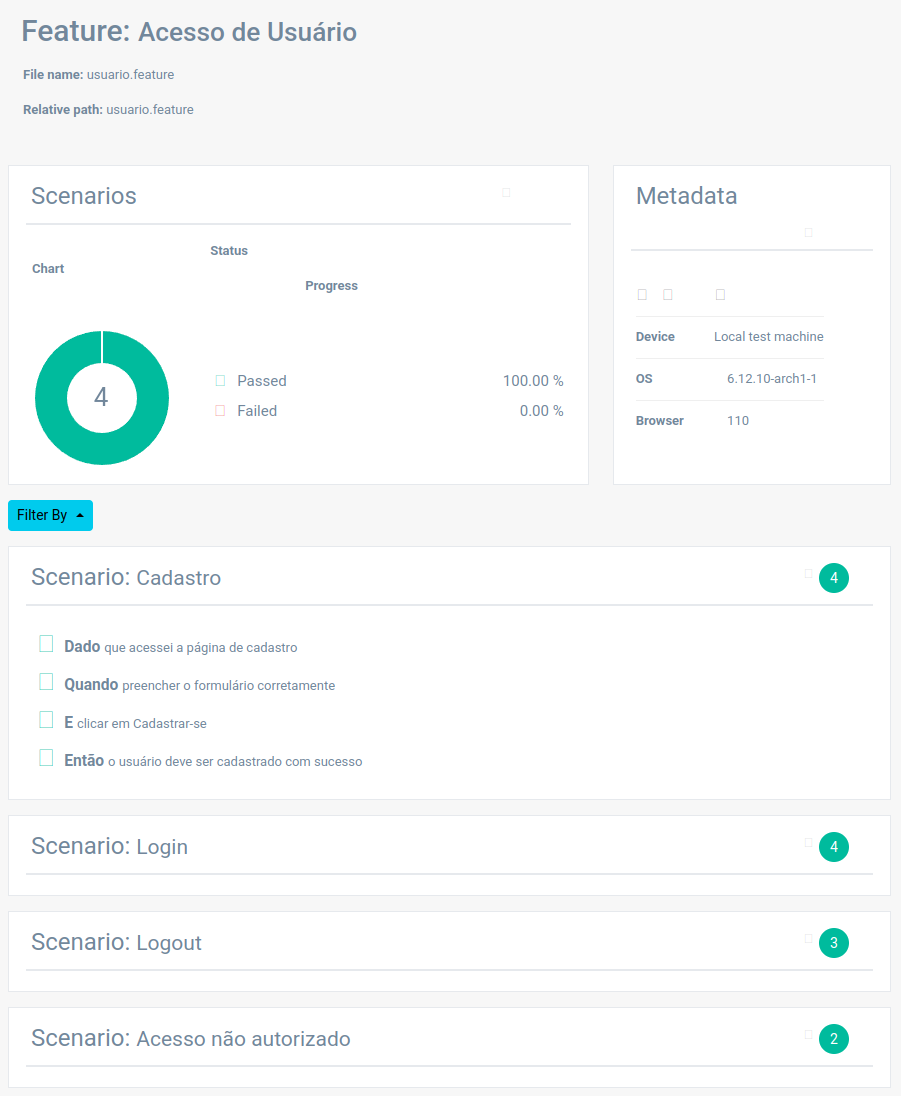 Feature: Acesso de Usuário
File name: usuario.feature
Relative path: usuario.feature
Scenarios
Chart
Status
Progress
4
Passed 100.00 %
Failed 0.00 %
Metadata
Device Local test machine
OS 6.12.10-arch1-1
Browser 110
Filter By
Scenario: Cadastro 4
Dado que acessei a página de cadastro
Quando preencher o formulário corretamente
E clicar em Cadastrar-se
Então o usuário deve ser cadastrado com sucesso
Scenario: Login 4
Scenario: Logout 3
Scenario: Acesso não autorizado 2